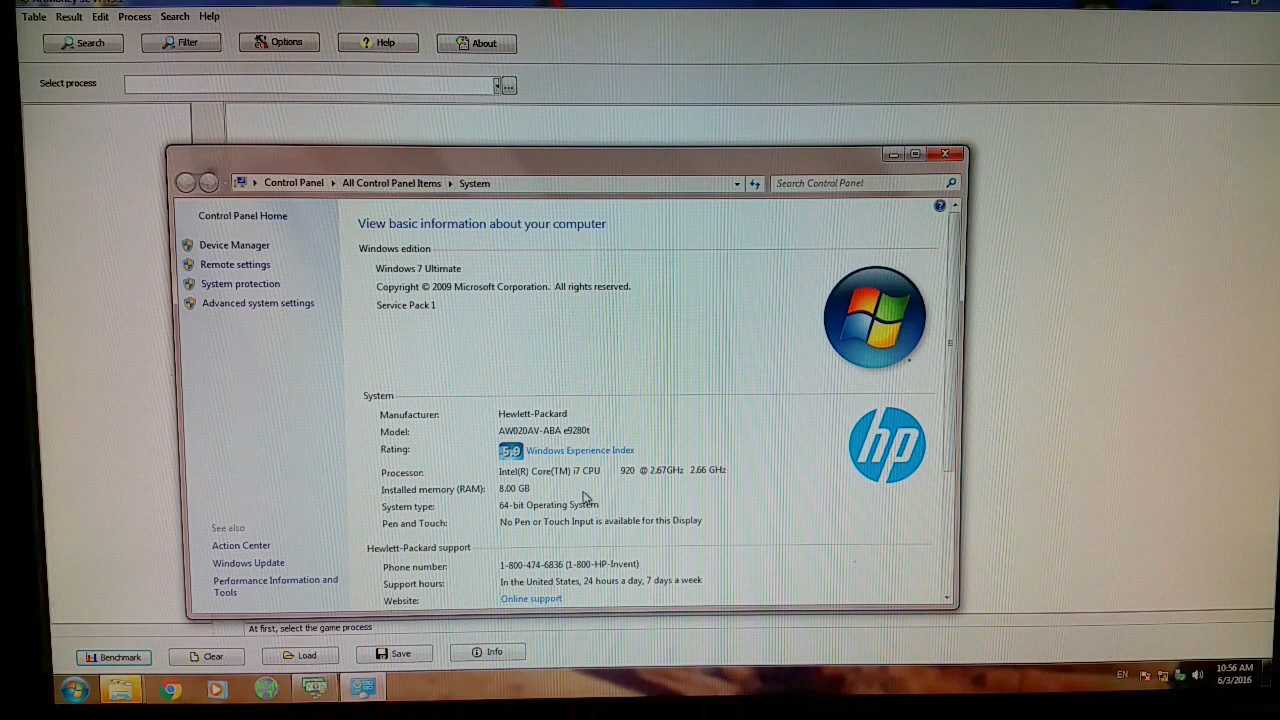 Table Result Edit Process Search Help
Search Filter Options ? Help About
Select process
...
Control Panel All Control Panel Items System Search Control Panel
Control Panel Home
Device Manager
Remote settings
System protection
Advanced system settings
See also
Action Center
Windows Update
Performance Information and
Tools
View basic information about your computer
Windows edition
Windows 7 Ultimate
Copyright © 2009 Microsoft Corporation. All rights reserved.
Service Pack 1
System
Manufacturer: Hewlett-Packard
Model: AW020AV-ABA e9280t
Rating: 5.9 Windows Experience Index
Processor: Intel(R) Core(TM) i7 CPU 920 @ 2.67GHz 2.66 GHz
Installed memory (RAM): 8.00 GB
System type: 64-bit Operating System
Pen and Touch: No Pen or Touch Input is available for this Display
hp
Hewlett-Packard support
Phone number: 1-800-474-6836 (1-800-HP-Invent)
Support hours: In the United States, 24 hours a day, 7 days a week
Website: Online support
At first, select the game process
Benchmark Clear Load Save Info
EN 10:56 AM
6/3/2016